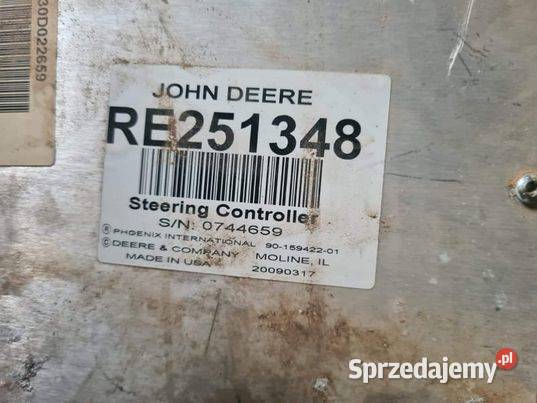 30D022659
JOHN DEERE
RE251348
Steering Controller
S/N: 0744659
® PHOENIX INTERNATIONAL 90-159422-01
© DEERE & COMPANY MOLINE, IL
MADE IN USA 20090317
Sprzedajemy.pl